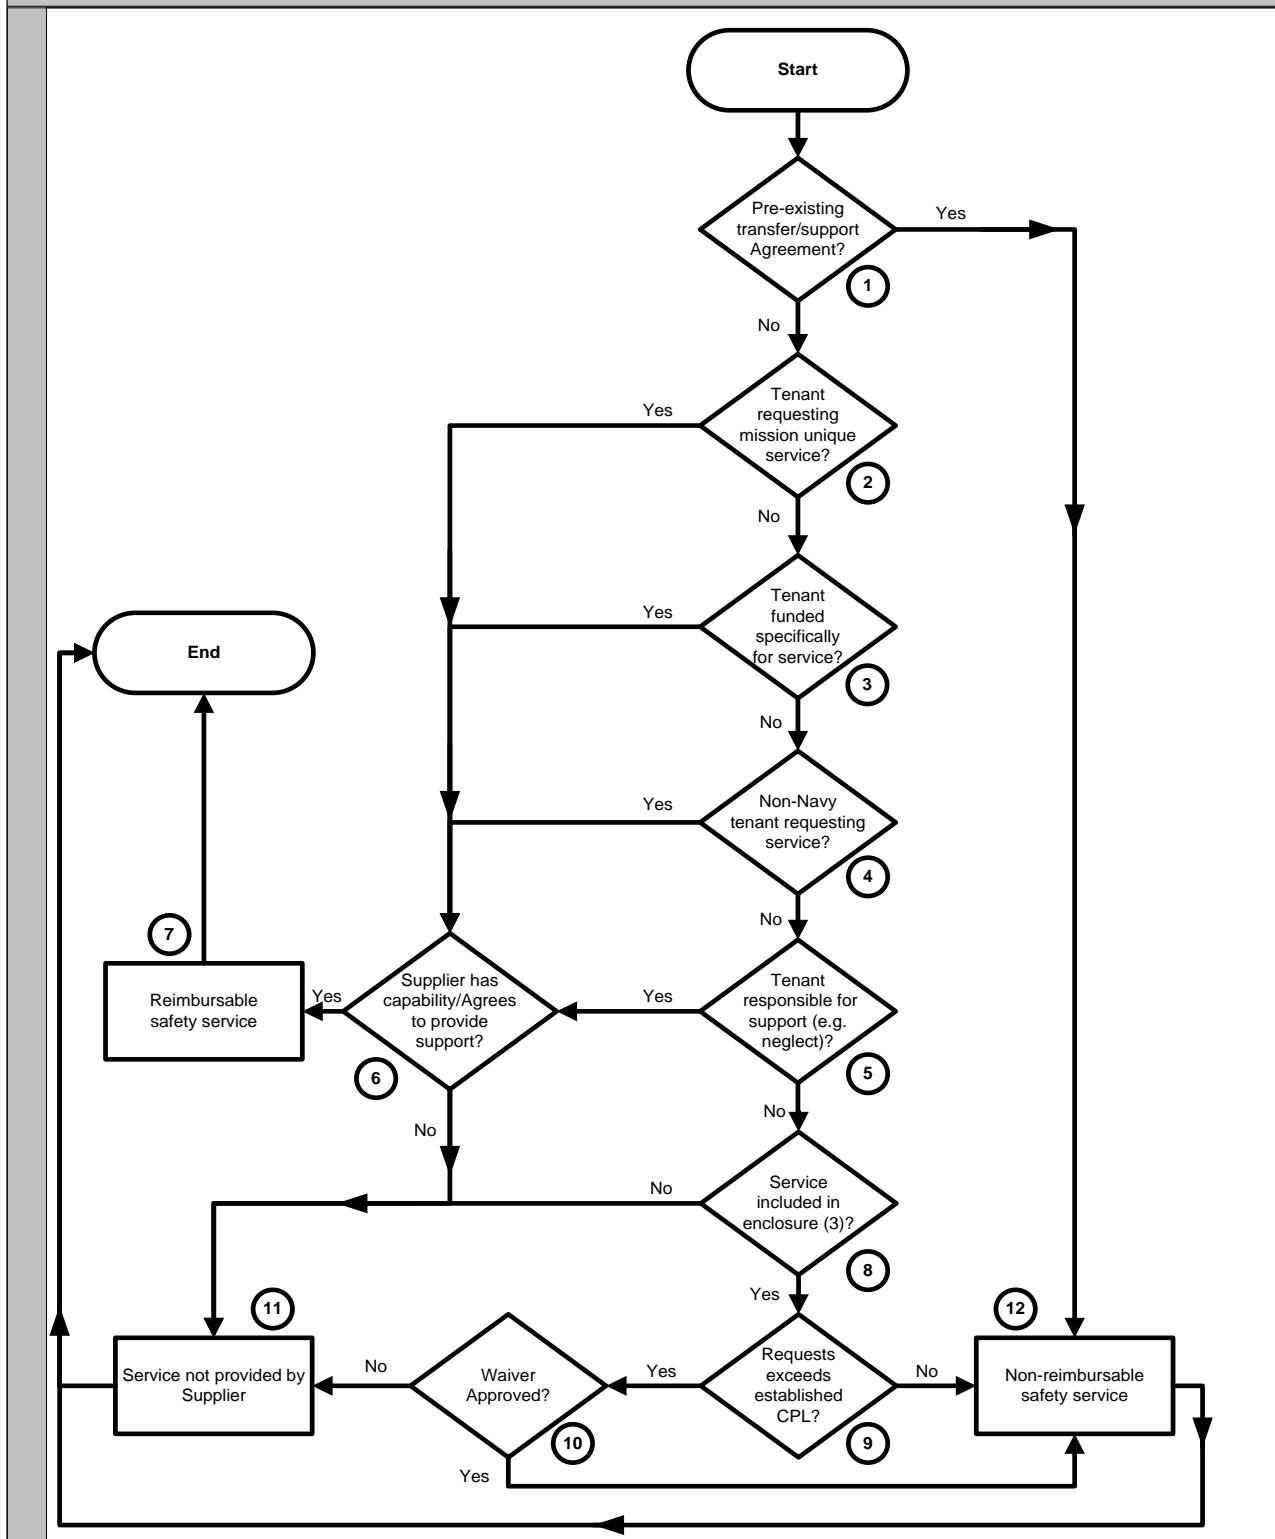 Start
Pre-existing
transfer/support
Agreement?
Yes
1
No
Tenant
requesting
mission unique
service?
Yes
2
No
Tenant
funded
specifically
for service?
Yes
3
End
No
Non-Navy
tenant requesting
service?
Yes
4
No
7
Reimbursable
safety service
Yes
Supplier has
capability/Agrees
to provide
support?
6
Yes
Tenant
responsible for
support (e.g.
neglect)?
5
No
No
Service
included in
enclosure (3)?
No
8
Yes
11
Service not provided by
Supplier
No
Waiver
Approved?
10
Yes
Yes
Requests
exceeds
established
CPL?
9
No
12
Non-reimbursable
safety service